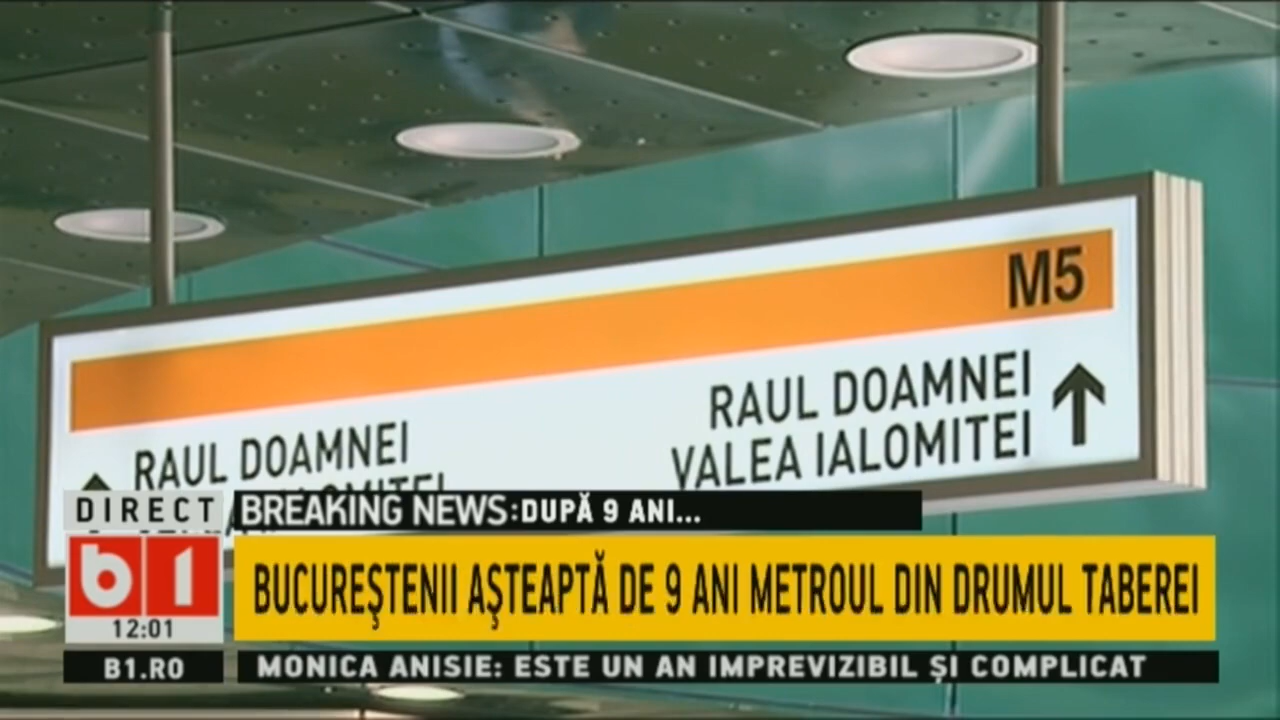 M5
RAUL DOAMNEI
VALEA IALOMITEI
RAUL DOAMNEI
DIRECT
BREAKING NEWS: DUPĂ 9 ANI...
b1
BUCUREŞTENII AŞTEAPTĂ DE 9 ANI METROUL DIN DRUMUL TABEREI
12:01
B1.RO
MONICA ANISIE: ESTE UN AN IMPREVIZIBIL ŞI COMPLICAT